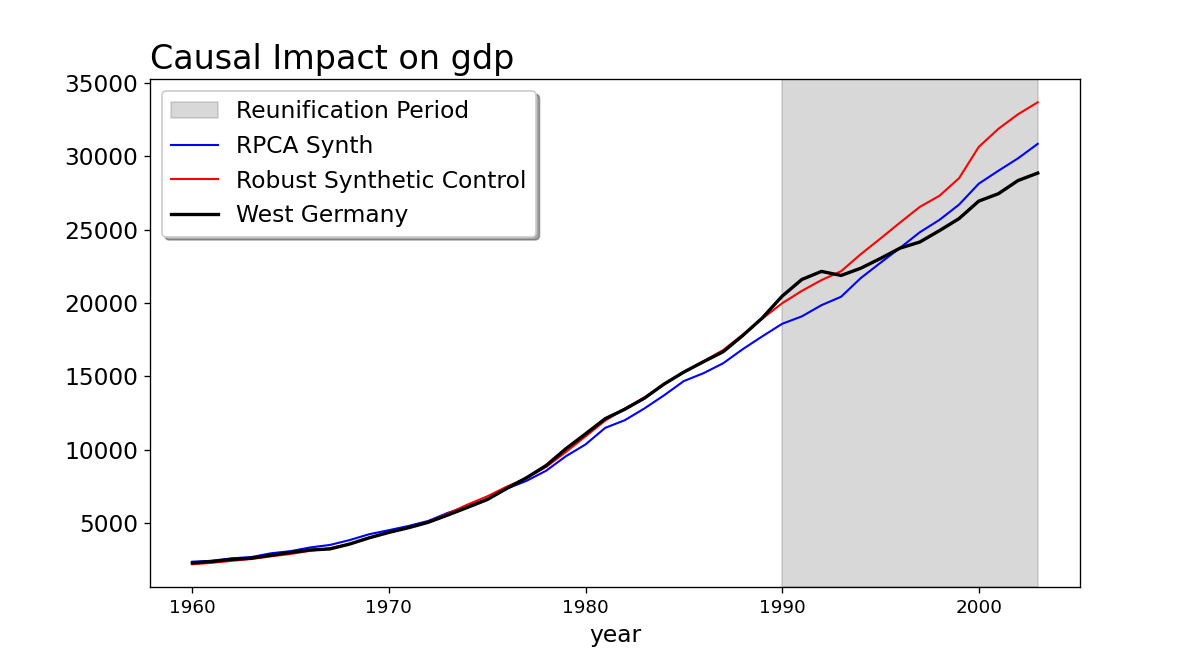 Causal Impact on gdp
35000
30000
25000
20000
15000
10000
5000
Reunification Period
RPCA Synth
Robust Synthetic Control
West Germany
1960 1970 1980 1990 2000
year